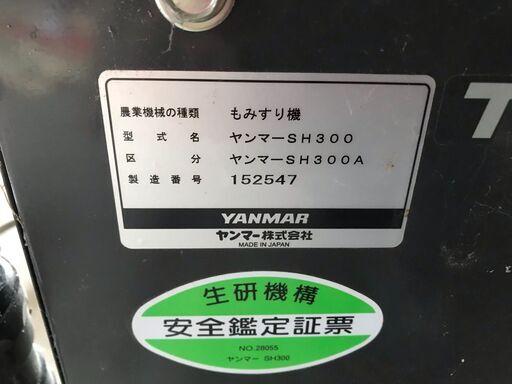 農業機械の種類 もみすり機
型式名 ヤンマーSH300
区分 ヤンマーSH300A
製造番号 152547
YANMAR
ヤンマー株式会社
MADE IN JAPAN
T
生研機構
安全鑑定証票
NO.28055
ヤンマー SH300